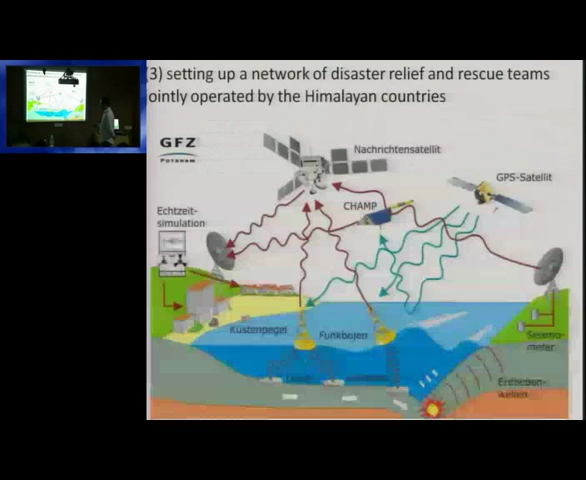 (3) setting up a network of disaster relief and rescue teams
jointly operated by the Himalayan countries
GFZ
POTSDAM
Nachrichtensatellit
GPS-Satellit
CHAMP
Echtzeit-
simulation
Küstenpegel
Funkbojen
Seismo-
meter
Erdbeben-
wellen